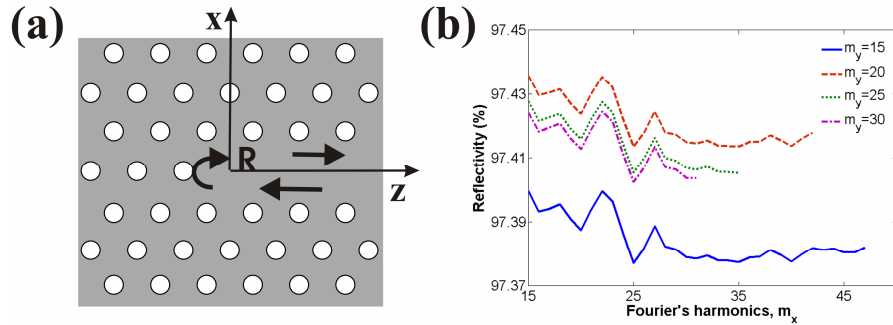 (a)
x
R
z
(b)
97.45
97.43
97.41
97.39
97.37
Reflectivity (%)
m_y=15
m_y=20
m_y=25
m_y=30
15 25 35 45
Fourier's harmonics, m_x